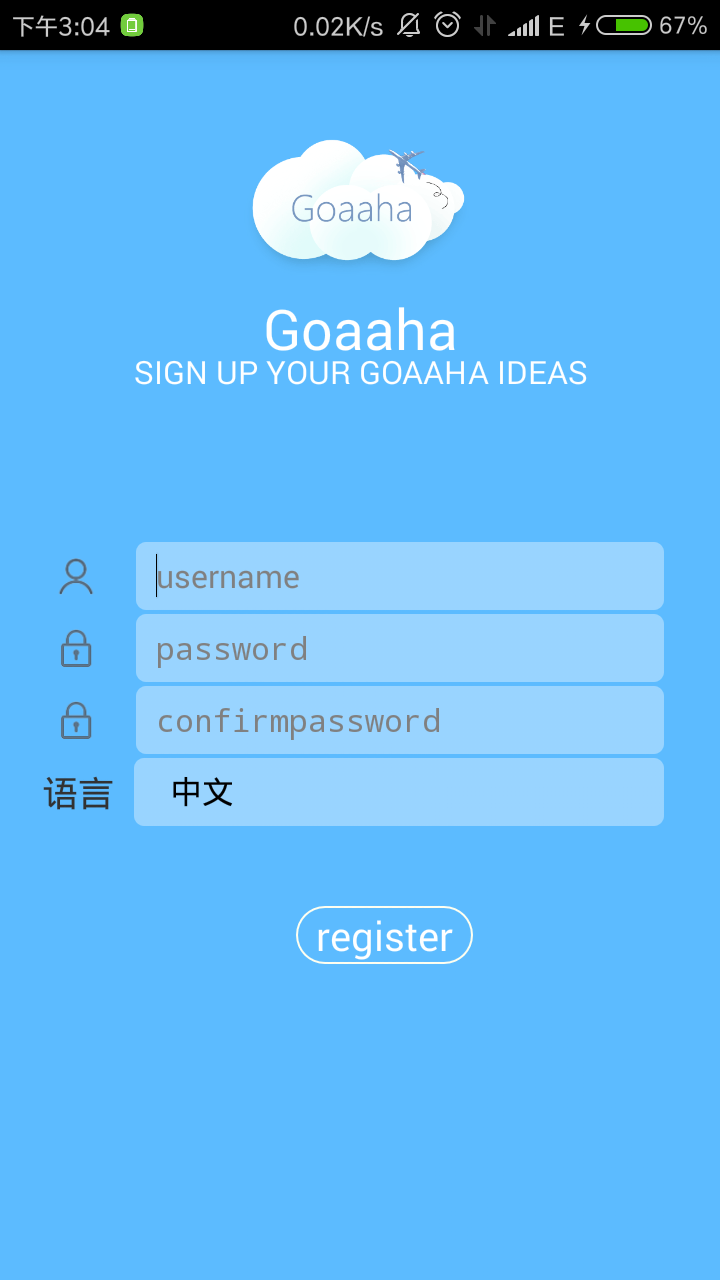 下午3:04 0.02K/s E 67%
Goaaha
Goaaha
SIGN UP YOUR GOAAHA IDEAS
username
password
confirmpassword
语言 中文
register